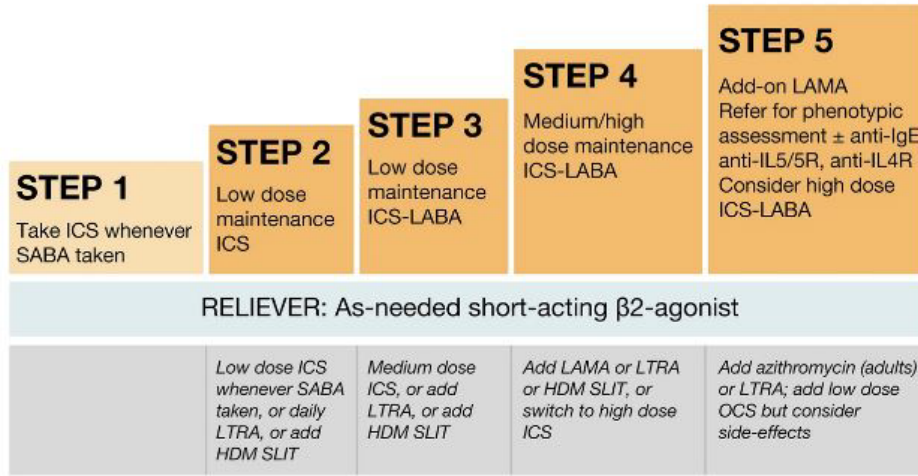 STEP 1
Take ICS whenever
SABA taken
STEP 2
Low dose
maintenance
ICS
STEP 3
Low dose
maintenance
ICS-LABA
STEP 4
Medium/high
dose maintenance
ICS-LABA
STEP 5
Add-on LAMA
Refer for phenotypic
assessment ± anti-IgE
anti-IL5/5R, anti-IL4R
Consider high dose
ICS-LABA
RELIEVER: As-needed short-acting β2-agonist
Low dose ICS
whenever SABA
taken, or daily
LTRA, or add
HDM SLIT
Medium dose
ICS, or add
LTRA, or add
HDM SLIT
Add LAMA or LTRA
or HDM SLIT, or
switch to high dose
ICS
Add azithromycin (adults)
or LTRA; add low dose
OCS but consider
side-effects